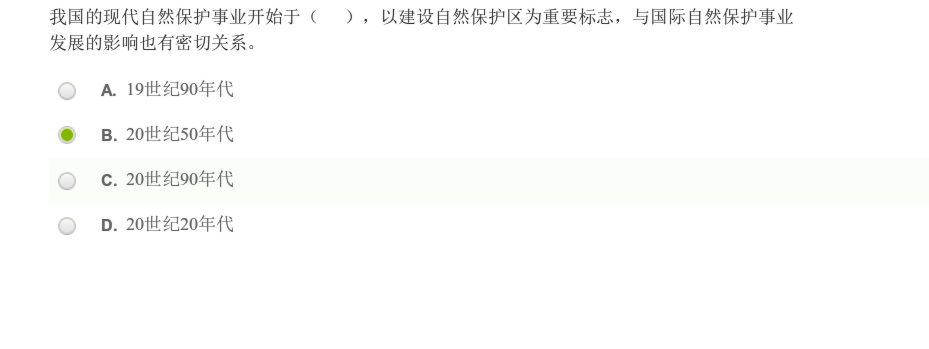 我国的现代自然保护事业开始于（　），以建设自然保护区为重要标志，与国际自然保护事业
发展的影响也有密切关系。
A. 19世纪90年代
B. 20世纪50年代
C. 20世纪90年代
D. 20世纪20年代